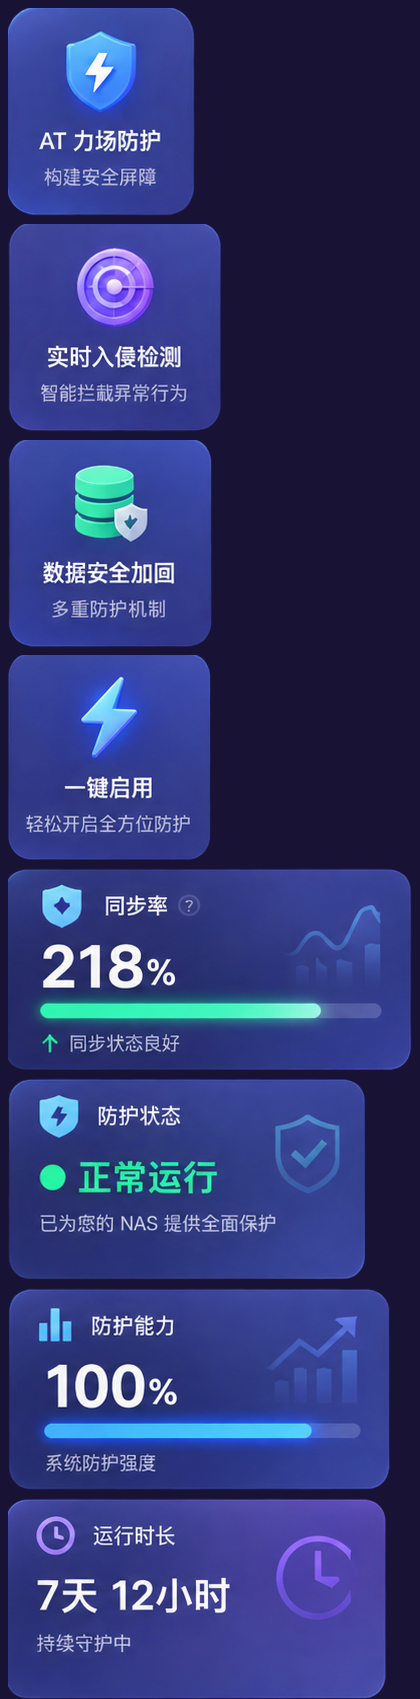 AT 力场防护
构建安全屏障
实时入侵检测
智能拦截异常行为
数据安全加回
多重防护机制
一键启用
轻松开启全方位防护
同步率 ?
218%
↑ 同步状态良好
防护状态
正常运行
已为您的 NAS 提供全面保护
防护能力
100%
系统防护强度
运行时长
7天 12小时
持续守护中